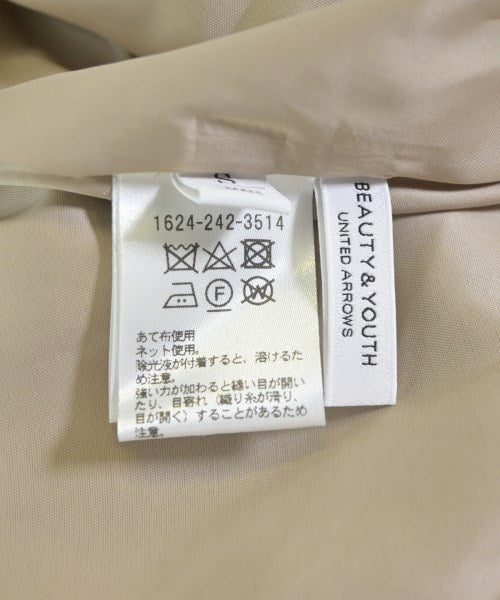 1624-242-3514
F
W
あて布使用
ネット使用。
除光液が付着すると、溶けるた
め注意。
強い力が加わると縫い目が開い
たり、目寄れ(織り糸が滑り、
目が開く)することがあるため
注意。
BEAUTY & YOUTH
UNITED ARROWS